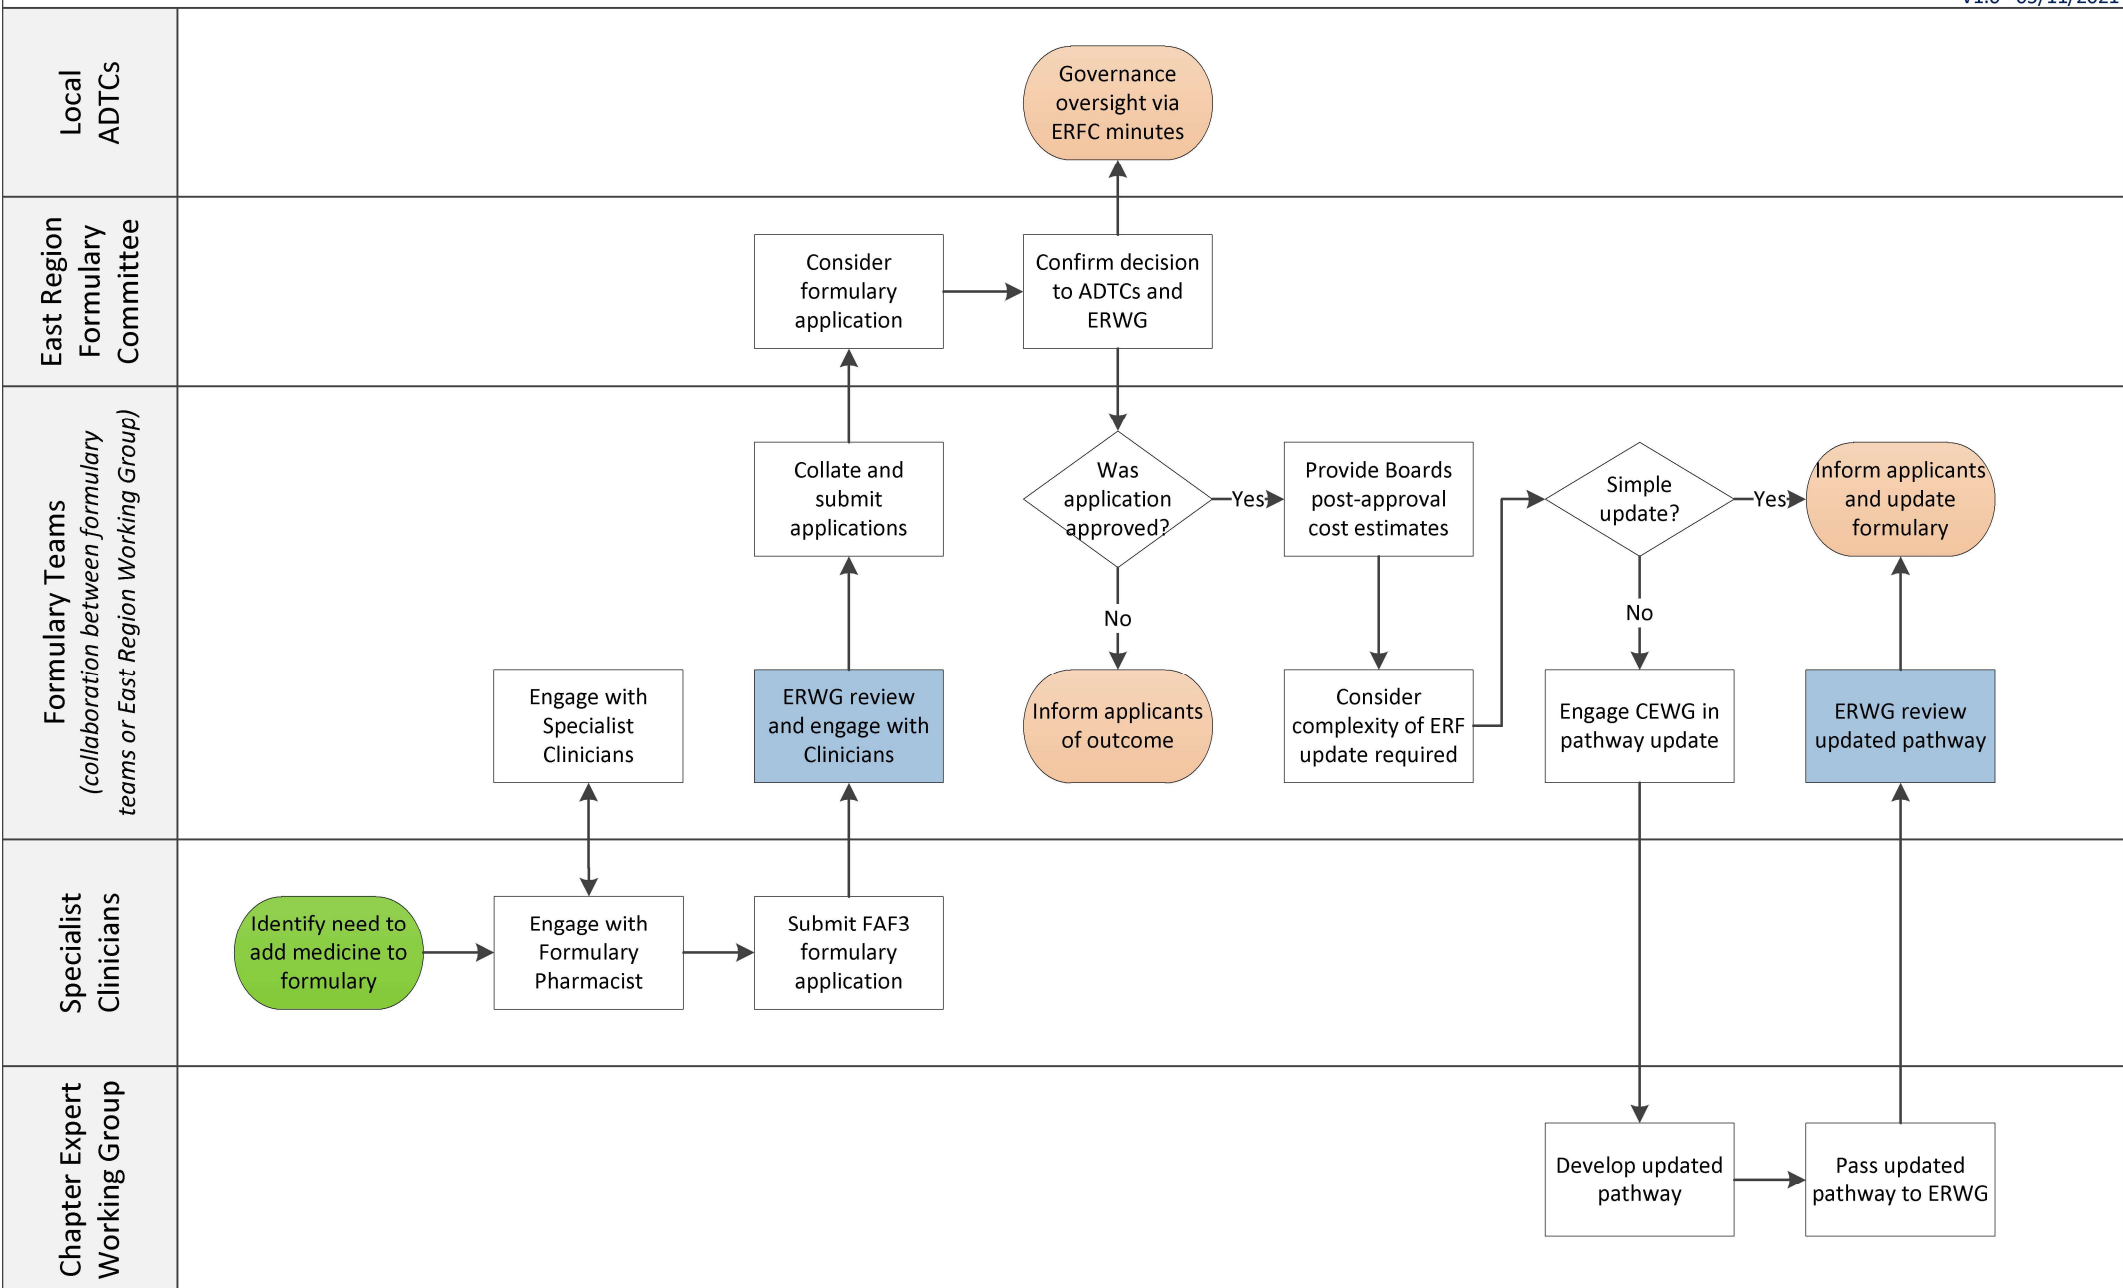 Local
ADTCs
Governance
oversight via
ERFC minutes
East Region
Formulary
Committee
Consider
formulary
application
Confirm decision
to ADTCs and
ERWG
Formulary Teams
(collaboration between formulary
teams or East Region Working Group)
Collate and
submit
applications
Was
application
approved?
Yes
Provide Boards
post-approval
cost estimates
Simple
update?
Yes
Inform applicants
and update
formulary
No
No
Engage with
Specialist
Clinicians
ERWG review
and engage with
Clinicians
Inform applicants
of outcome
Consider
complexity of ERF
update required
Engage CEWG in
pathway update
ERWG review
updated pathway
Specialist
Clinicians
Identify need to
add medicine to
formulary
Engage with
Formulary
Pharmacist
Submit FAF3
formulary
application
Chapter Expert
Working Group
Develop updated
pathway
Pass updated
pathway to ERWG